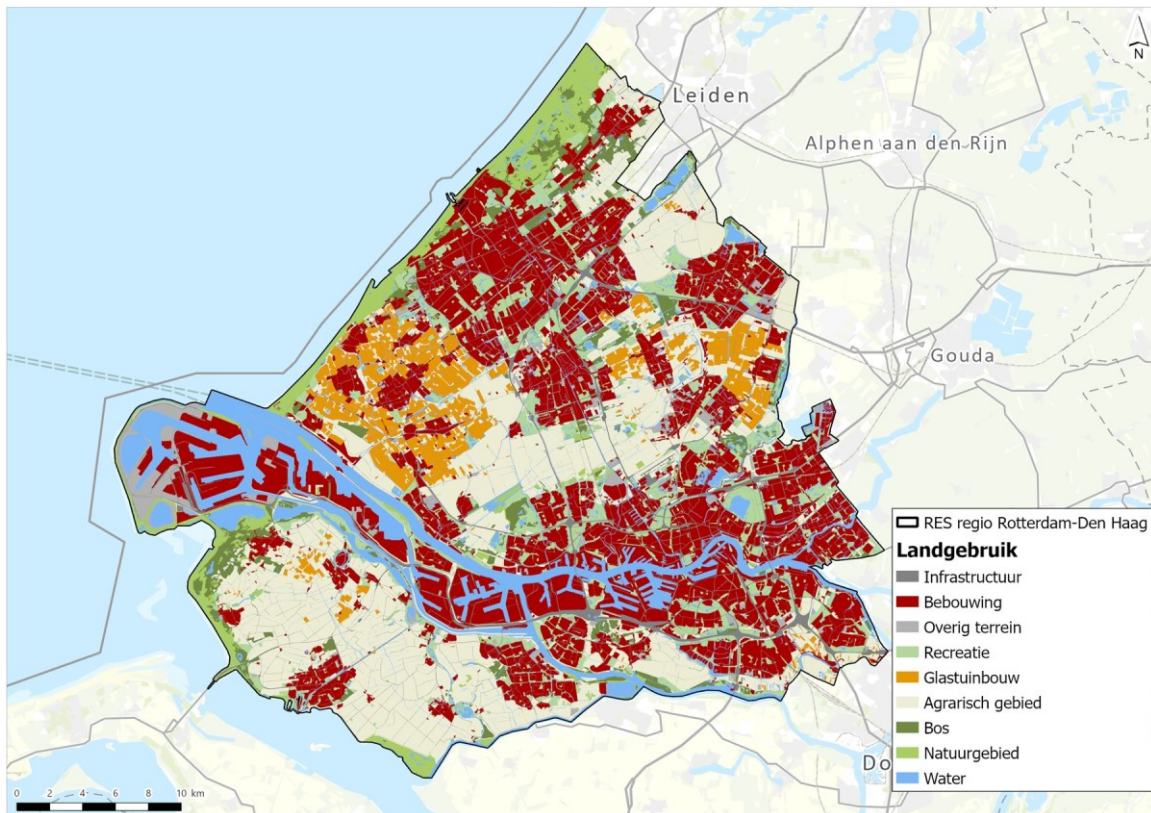 N
Leiden
Alphen aan den Rijn
Gouda
Do
RES regio Rotterdam-Den Haag
Landgebruik
Infrastructuur
Bebouwing
Overig terrein
Recreatie
Glastuinbouw
Agrarisch gebied
Bos
Natuurgebied
Water
0 2 4 6 8 10 km